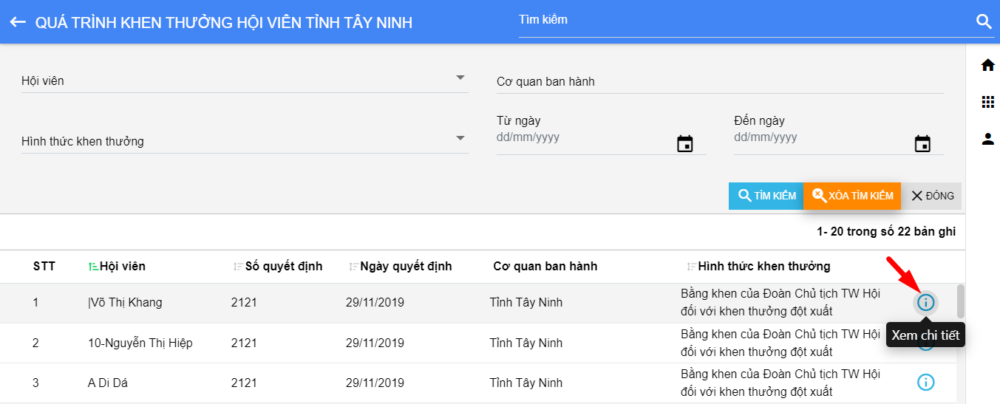 QUÁ TRÌNH KHEN THƯỞNG HỘI VIÊN TỈNH TÂY NINH
Tìm kiếm
Hội viên
Cơ quan ban hành
Hình thức khen thưởng
Từ ngày
dd/mm/yyyy
Đến ngày
dd/mm/yyyy
TÌM KIẾM
XÓA TÌM KIẾM
ĐÓNG
1- 20 trong số 22 bản ghi
STT Hội viên Số quyết định Ngày quyết định Cơ quan ban hành Hình thức khen thưởng
1 |Võ Thị Khang 2121 29/11/2019 Tỉnh Tây Ninh Bằng khen của Đoàn Chủ tịch TW Hội
đối với khen thưởng đột xuất
Xem chi tiết
2 10-Nguyễn Thị Hiệp 2121 29/11/2019 Tỉnh Tây Ninh Bằng khen của Đoàn Chủ tịch TW Hội
đối với khen thưởng đột xuất
3 A Di Dá 2121 29/11/2019 Tỉnh Tây Ninh Bằng khen của Đoàn Chủ tịch TW Hội
đối với khen thưởng đột xuất